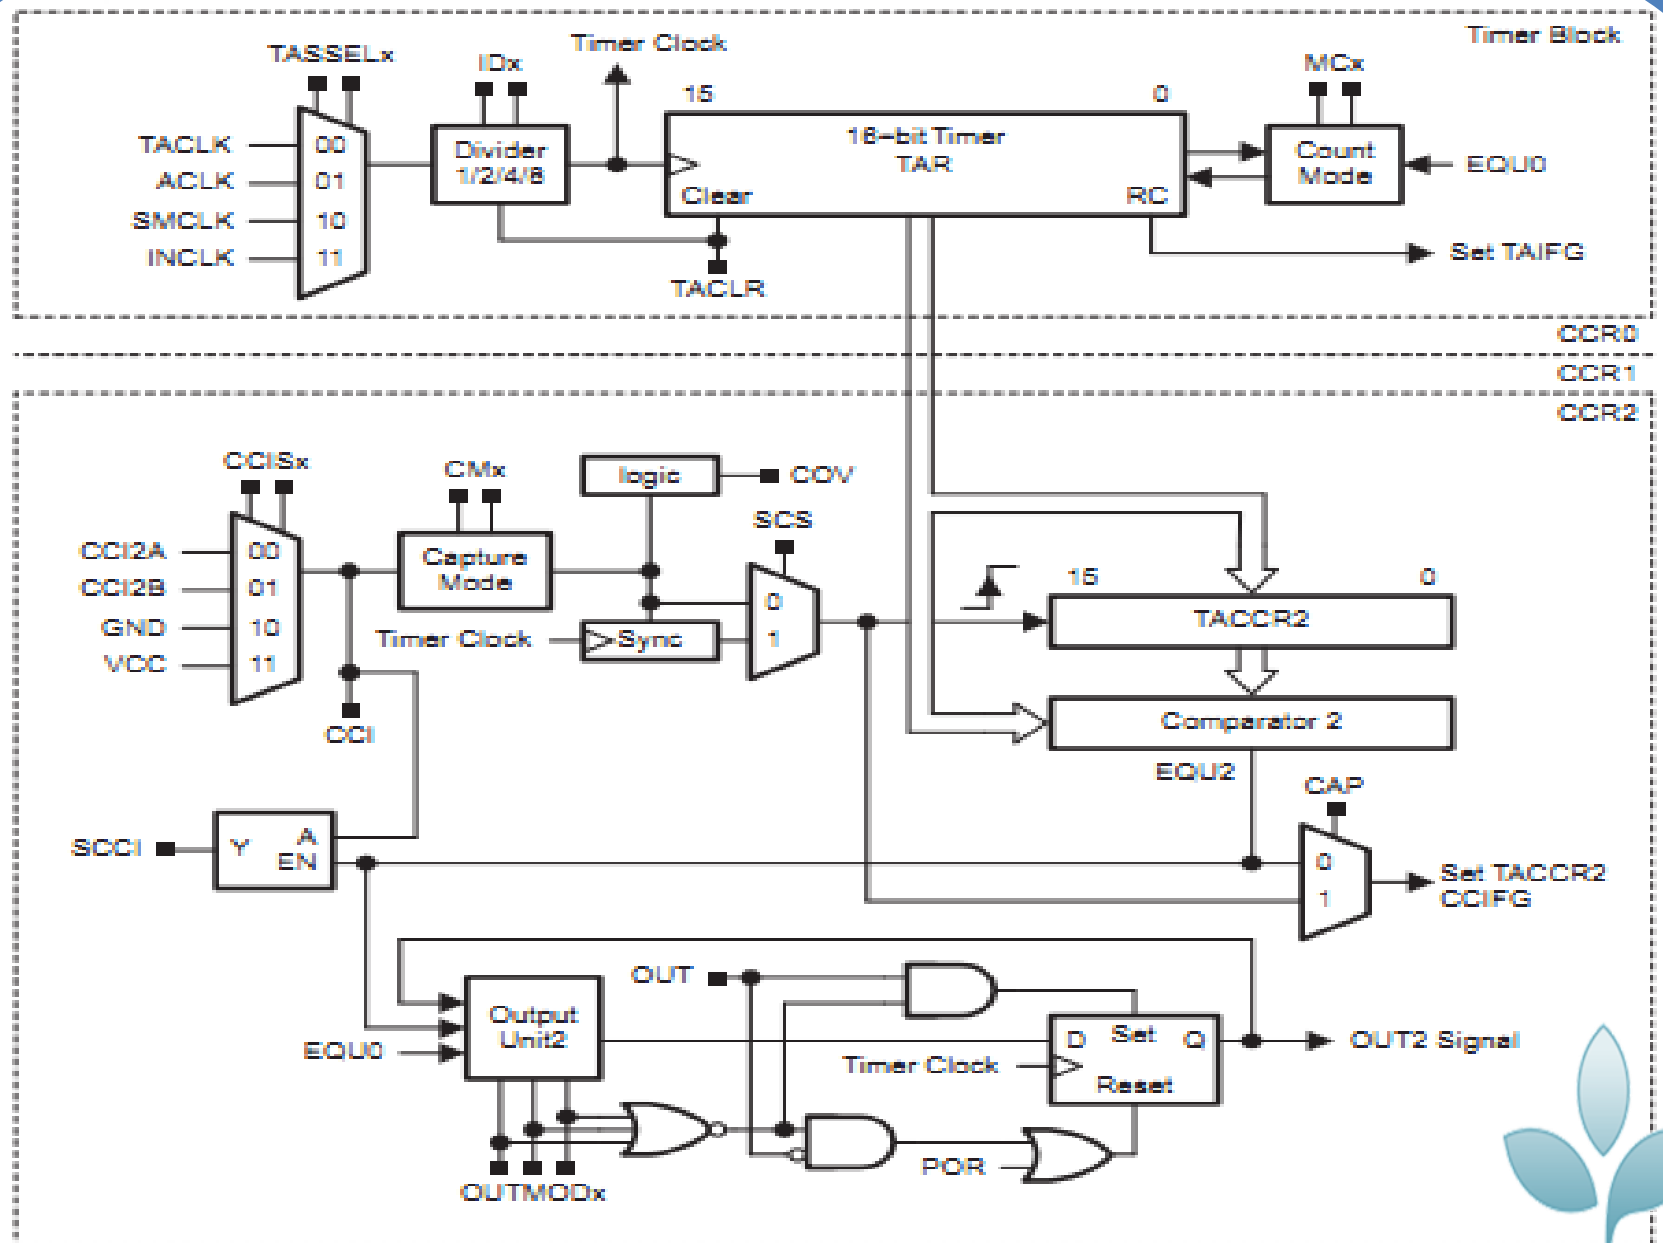 Timer Block
TASSELx
IDx
Timer Clock
15
0
MCx
TACLK
ACLK
SMCLK
INCLK
00
01
10
11
Divider
1/2/4/8
16-bit Timer
TAR
Clear
RC
Count
Mode
EQU0
Set TAIFG
TACLR
CCR0
CCR1
CCR2
CCISx
CMx
logic
COV
SCS
CCI2A
CCI2B
GND
VCC
00
01
10
11
Capture
Mode
Timer Clock
Sync
0
1
15
0
TACCR2
CCI
Comparator 2
EQU2
CAP
SCCI
Y
A
EN
0
1
Set TACCR2
CCIFG
OUT
Output
Unit2
EQU0
D
Set
Q
Timer Clock
Reset
OUT2 Signal
POR
OUTMODx